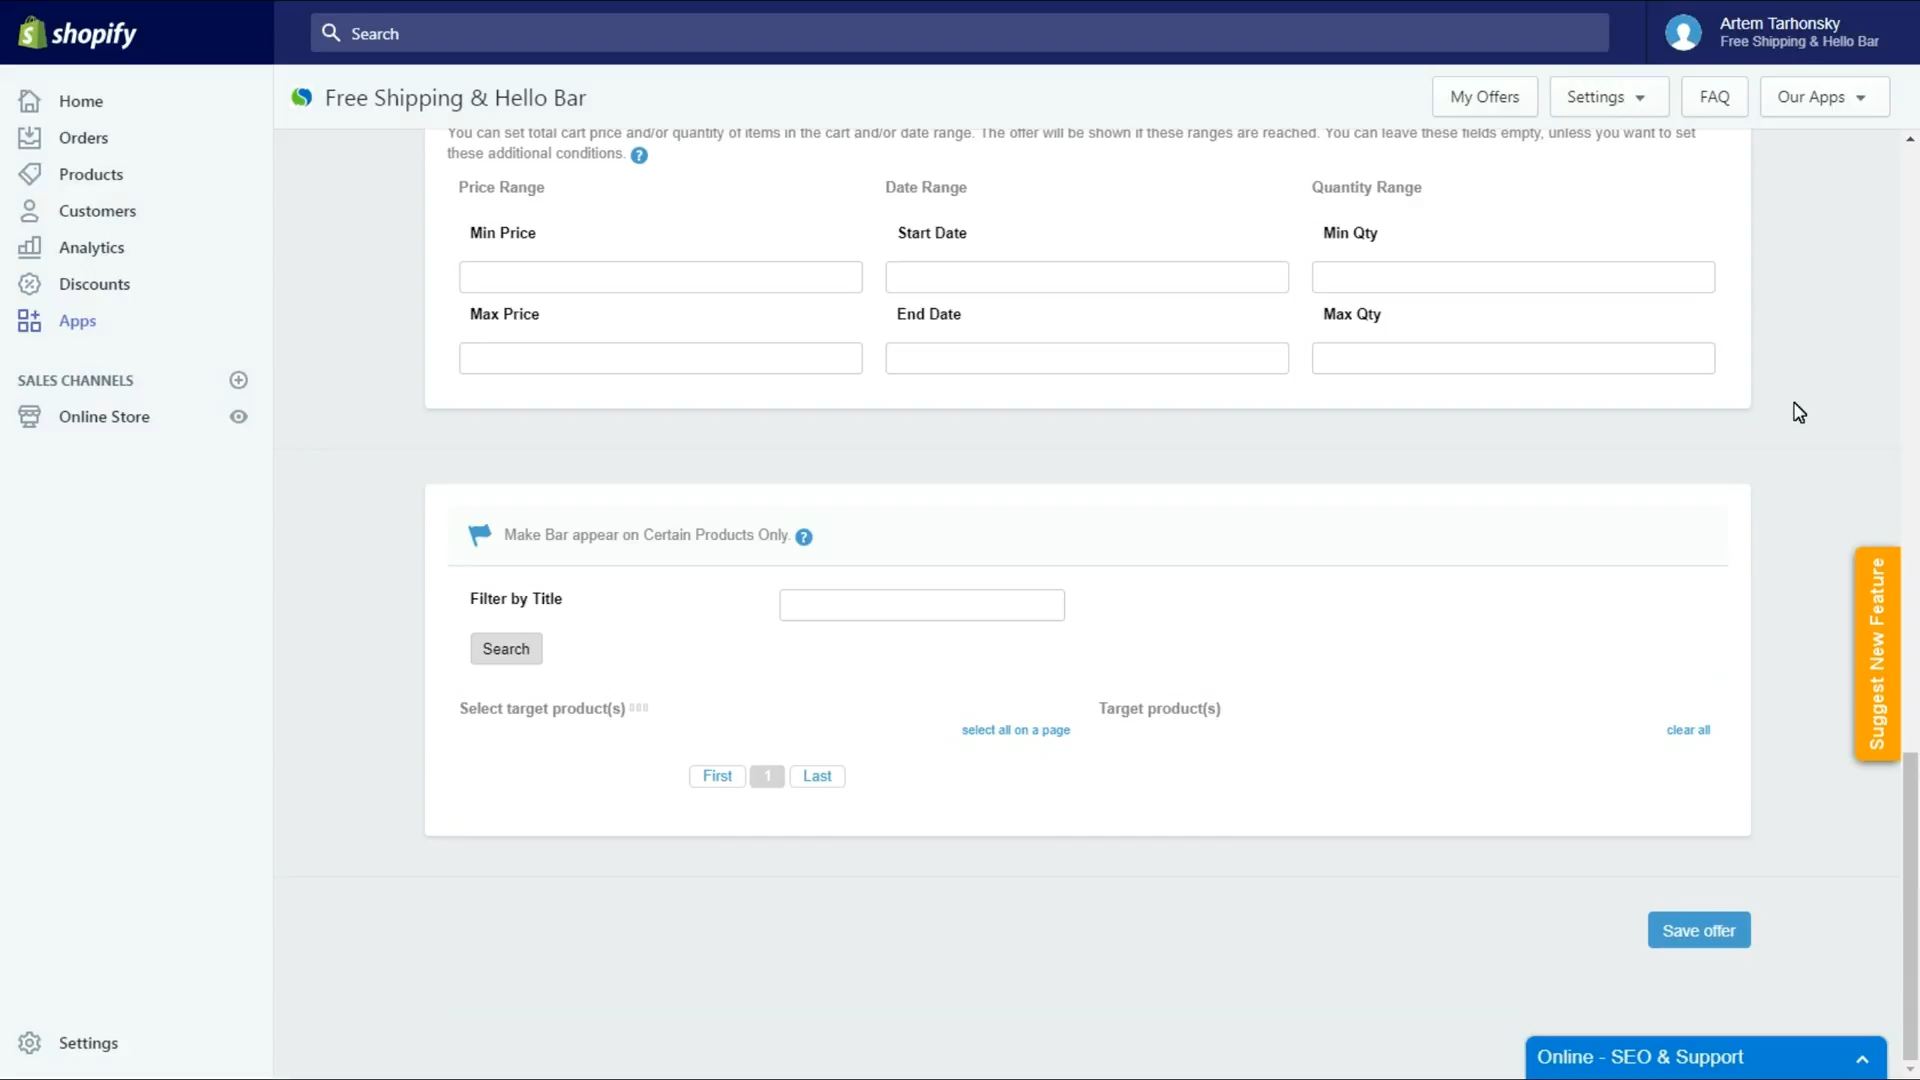 shopify
Search
Artem Tarhonsky
Free Shipping & Hello Bar
Home
Orders
Products
Customers
Analytics
Discounts
Apps
SALES CHANNELS
Online Store
Settings
Free Shipping & Hello Bar
My Offers
Settings
FAQ
Our Apps
You can set total cart price and/or quantity of items in the cart and/or date range. The offer will be shown if these ranges are reached. You can leave these fields empty, unless you want to set
these additional conditions. ?
Price Range
Date Range
Quantity Range
Min Price
Start Date
Min Qty
Max Price
End Date
Max Qty
Make Bar appear on Certain Products Only. ?
Filter by Title
Search
Select target product(s)
select all on a page
Target product(s)
clear all
First 1 Last
Suggest New Feature
Save offer
Online - SEO & Support